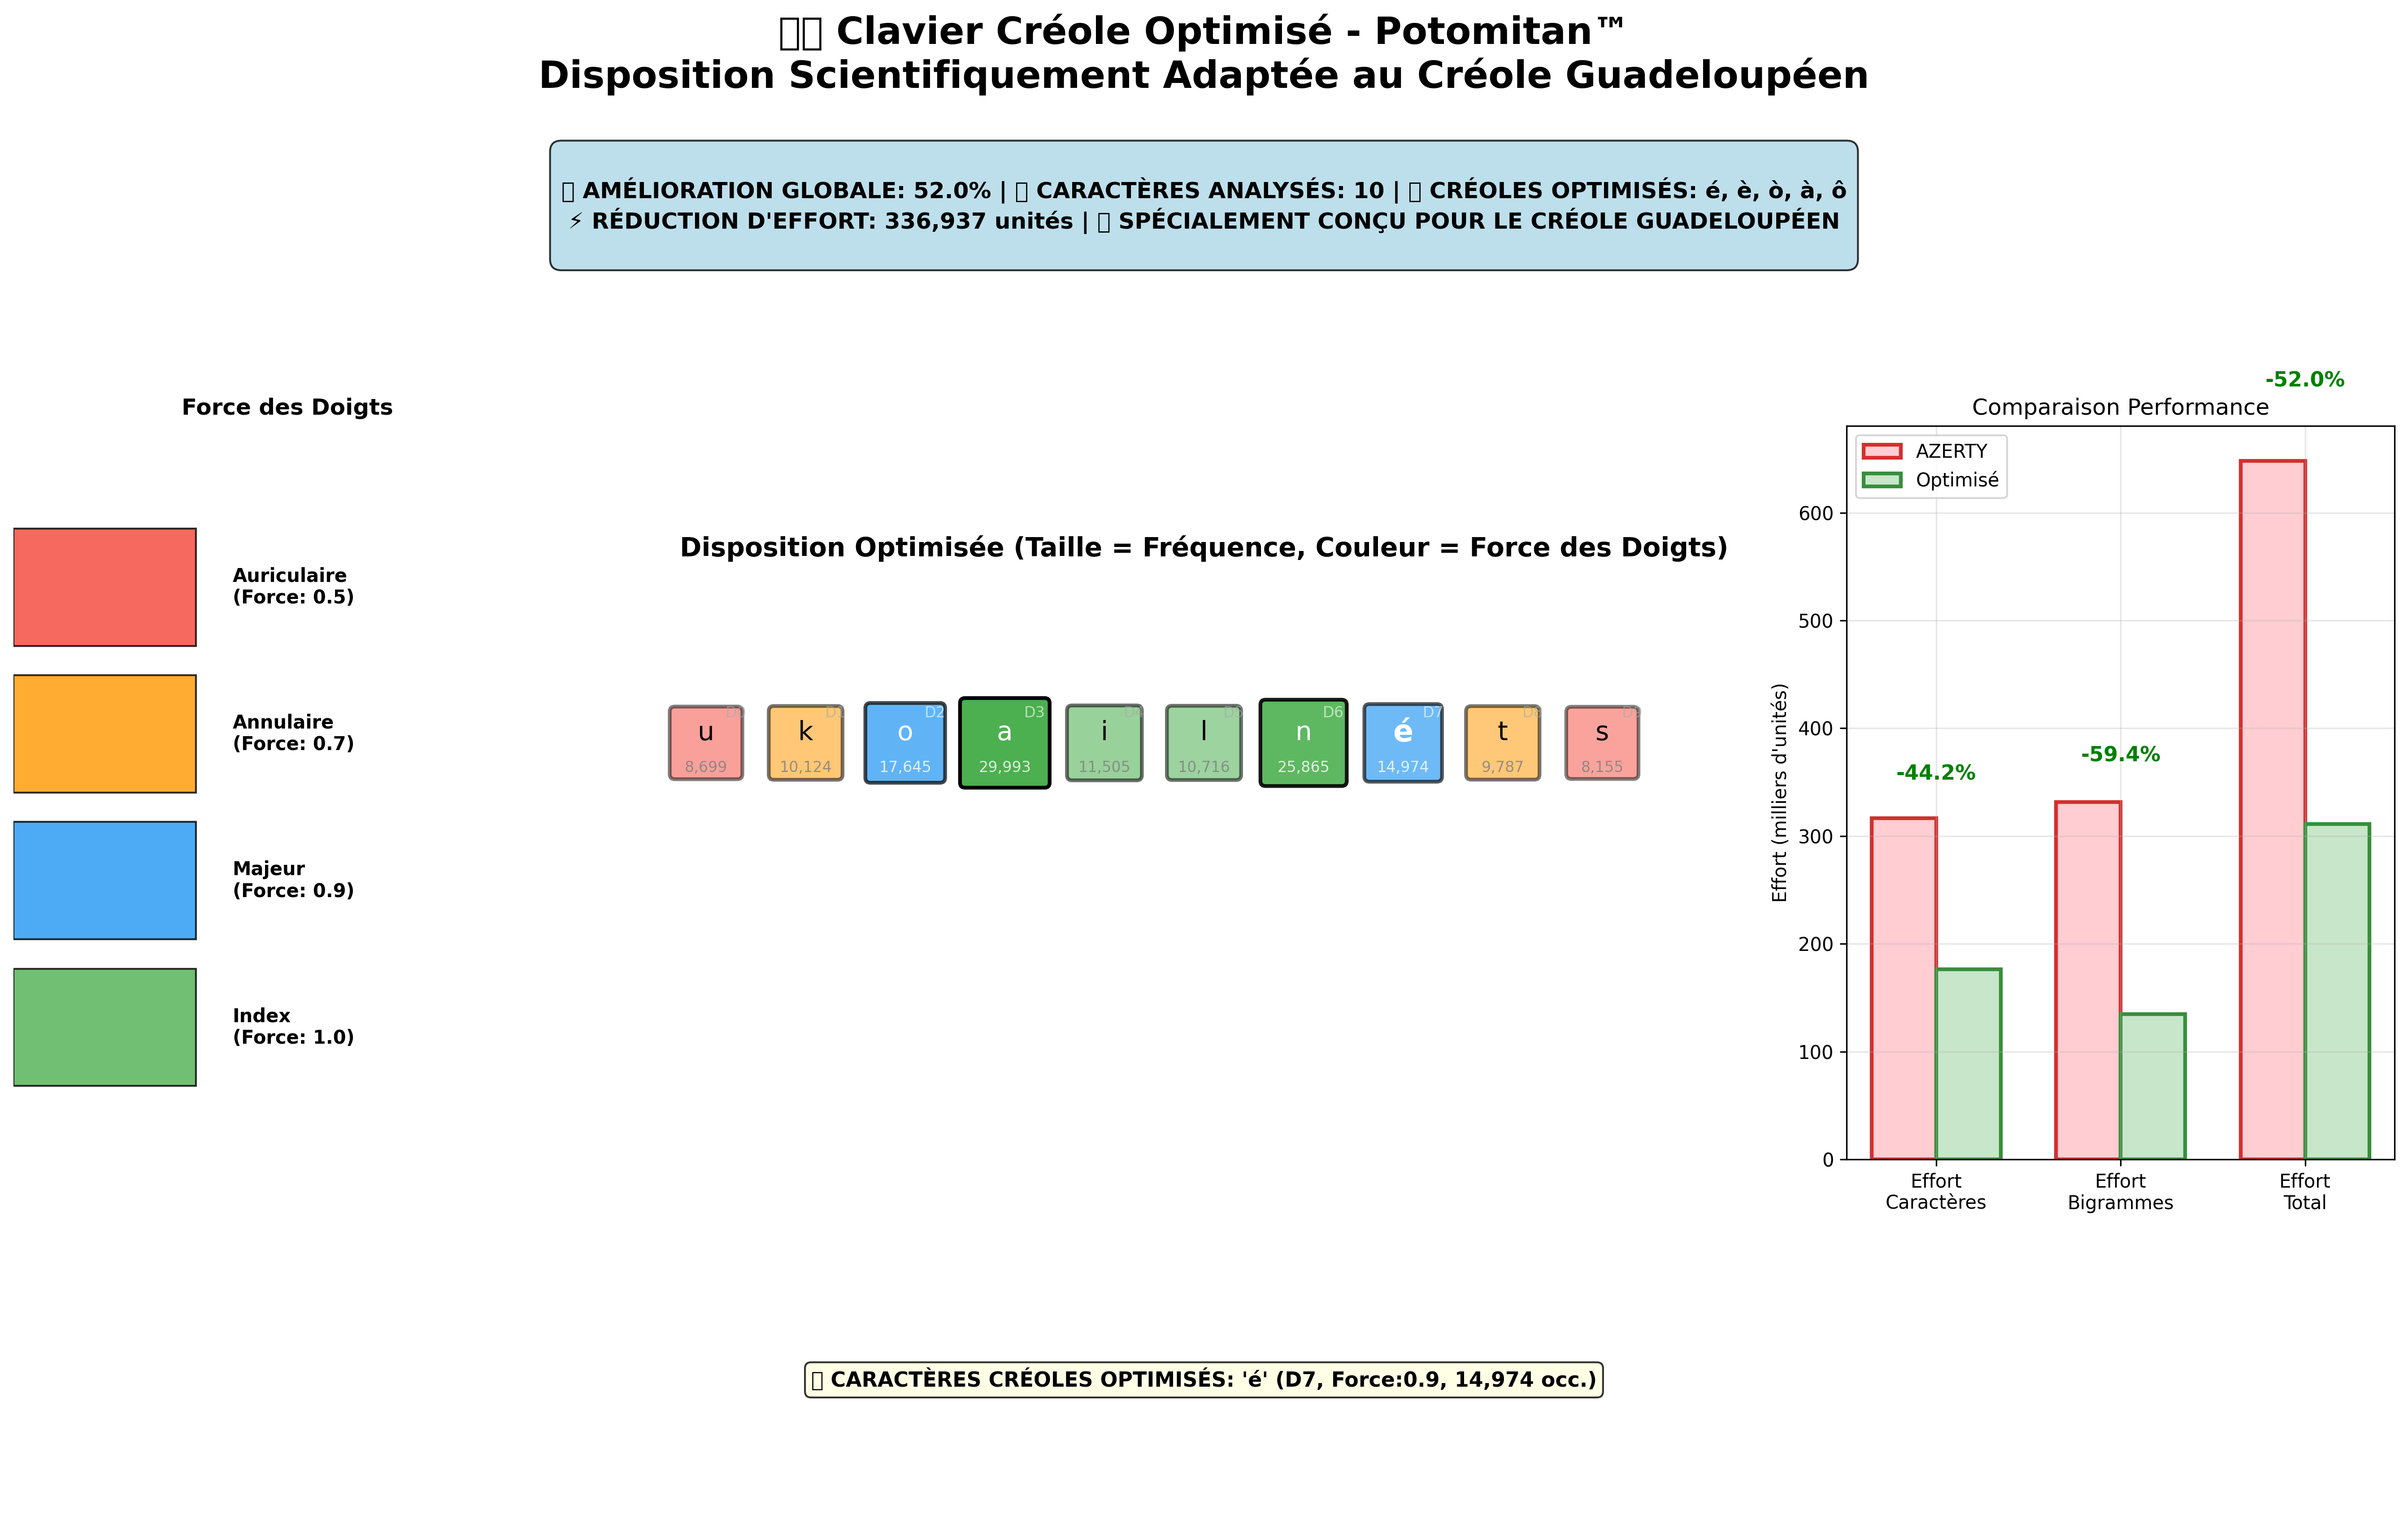 Clavier Créole Optimisé - Potomitan™
Disposition Scientifiquement Adaptée au Créole Guadeloupéen
AMÉLIORATION GLOBALE: 52.0% | CARACTÈRES ANALYSÉS: 10 | CRÉOLES OPTIMISÉS: é, è, ò, à, ô
⚡ RÉDUCTION D'EFFORT: 336,937 unités | SPÉCIALEMENT CONÇU POUR LE CRÉOLE GUADELOUPÉEN
Force des Doigts
Auriculaire
(Force: 0.5)
Annulaire
(Force: 0.7)
Majeur
(Force: 0.9)
Index
(Force: 1.0)
Disposition Optimisée (Taille = Fréquence, Couleur = Force des Doigts)
D0 D1 D2 D3 D4 D5 D6 D7 D8 D9
u k o a i l n é t s
8,699 10,124 17,645 29,993 11,505 10,716 25,865 14,974 9,787 8,155
-52.0%
Comparaison Performance
AZERTY
Optimisé
-44.2%
-59.4%
Effort (milliers d'unités)
600
500
400
300
200
100
0
Effort
Caractères
Effort
Bigrammes
Effort
Total
CARACTÈRES CRÉOLES OPTIMISÉS: 'é' (D7, Force:0.9, 14,974 occ.)